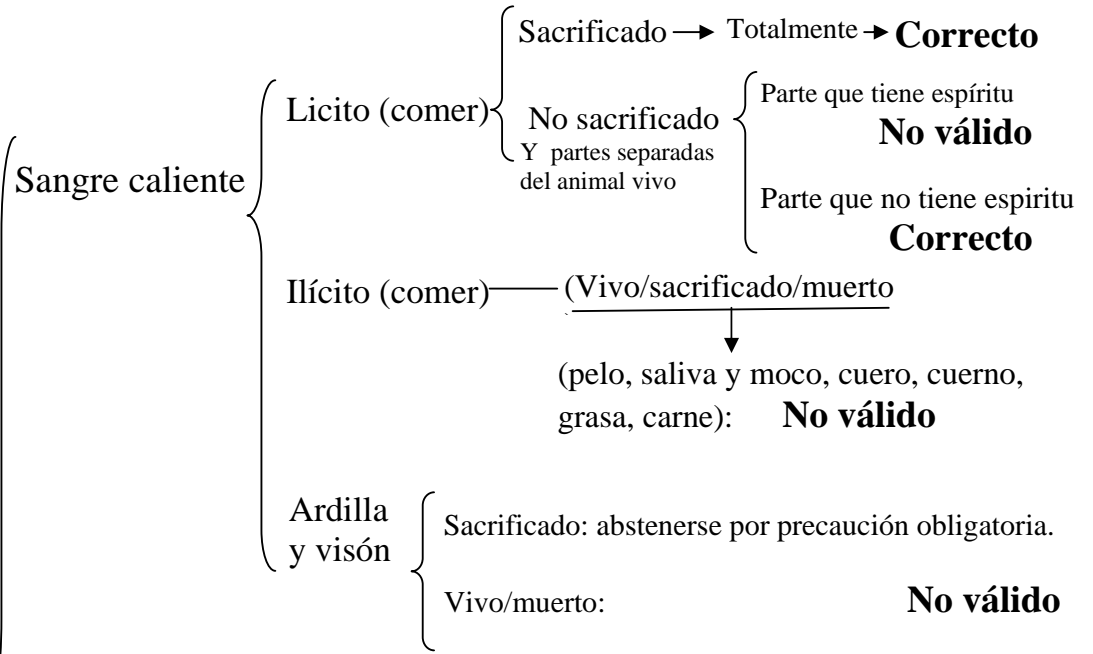 Sacrificado Totalmente Correcto
Licito (comer)
Parte que tiene espíritu
No válido
No sacrificado
Y partes separadas
del animal vivo
Sangre caliente
Parte que no tiene espiritu
Correcto
Ilícito (comer) (Vivo/sacrificado/muerto
(pelo, saliva y moco, cuero, cuerno,
grasa, carne): No válido
Ardilla
y visón
Sacrificado: abstenerse por precaución obligatoria.
Vivo/muerto: No válido